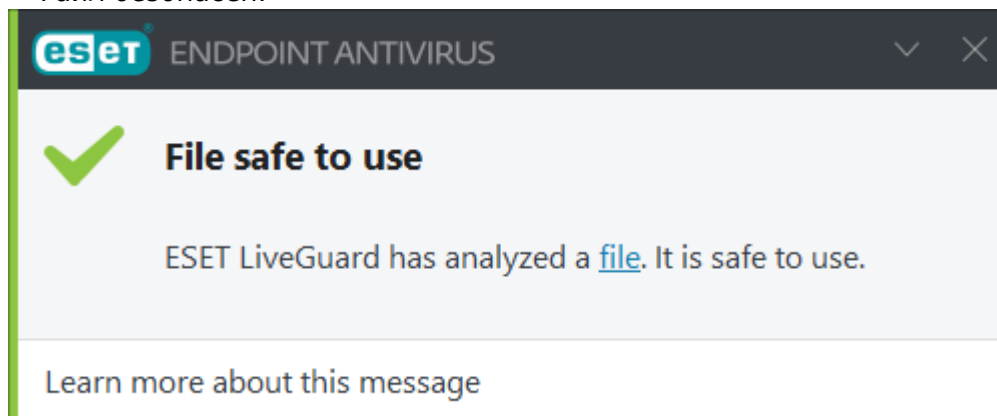 eset ENDPOINT ANTIVIRUS
File safe to use
ESET LiveGuard has analyzed a file. It is safe to use.
Learn more about this message